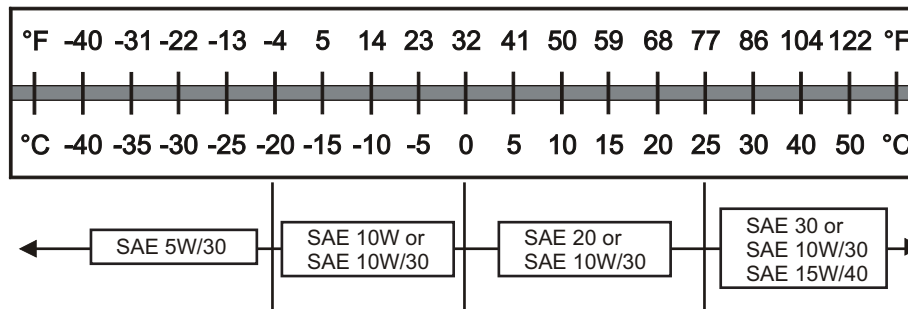 °F -40 -31 -22 -13 -4 5 14 23 32 41 50 59 68 77 86 104 122 °F
°C -40 -35 -30 -25 -20 -15 -10 -5 0 5 10 15 20 25 30 40 50 °C
SAE 5W/30
SAE 10W or
SAE 10W/30
SAE 20 or
SAE 10W/30
SAE 30 or
SAE 10W/30
SAE 15W/40